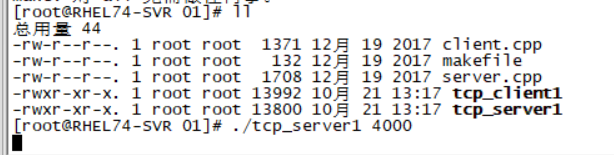 [root@RHEL74-SVR 01]# ll
总用量 44
-rw-r--r--. 1 root root  1371 12月 19 2017 client.cpp
-rw-r--r--. 1 root root   132 12月 19 2017 makefile
-rw-r--r--. 1 root root  1708 12月 19 2017 server.cpp
-rwxr-xr-x. 1 root root 13992 10月 21 13:17 tcp_client1
-rwxr-xr-x. 1 root root 13800 10月 21 13:17 tcp_server1
[root@RHEL74-SVR 01]# ./tcp_server1 4000